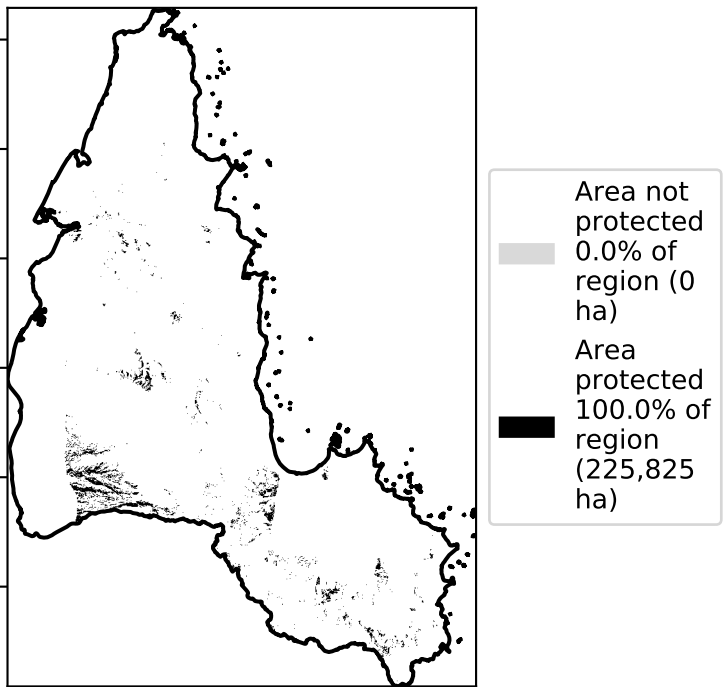 Area not
protected
0.0% of
region (0
ha)
Area
protected
100.0% of
region
(225,825
ha)